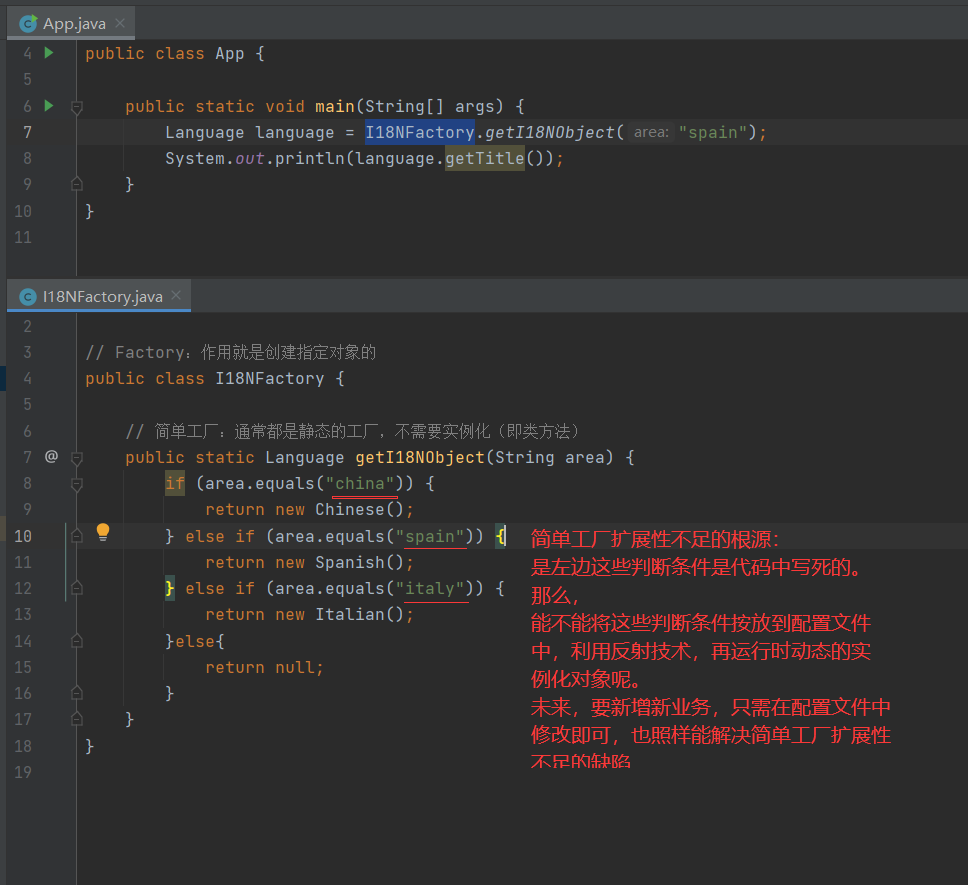 App.java
4 public class App {
5
6 public static void main(String[] args) {
7 Language language = I18NFactory.getI18NObject( area: "spain");
8 System.out.println(language.getTitle());
9 }
10 }
11
I18NFactory.java
2
3 // Factory：作用就是创建指定对象的
4 public class I18NFactory {
5
6 // 简单工厂：通常都是静态的工厂，不需要实例化（即类方法）
7 @ public static Language getI18NObject(String area) {
8 if (area.equals("china")) {
9 return new Chinese();
10 } else if (area.equals("spain")) {
11 return new Spanish();
12 } else if (area.equals("italy")) {
13 return new Italian();
14 }else{
15 return null;
16 }
17 }
18 }
19
简单工厂扩展性不足的根源：
是左边这些判断条件是代码中写死的。
那么，
能不能将这些判断条件按放到配置文件
中，利用反射技术，再运行时动态的实
例化对象呢。
未来，要新增新业务，只需在配置文件中
修改即可，也照样能解决简单工厂扩展性
不足的缺陷